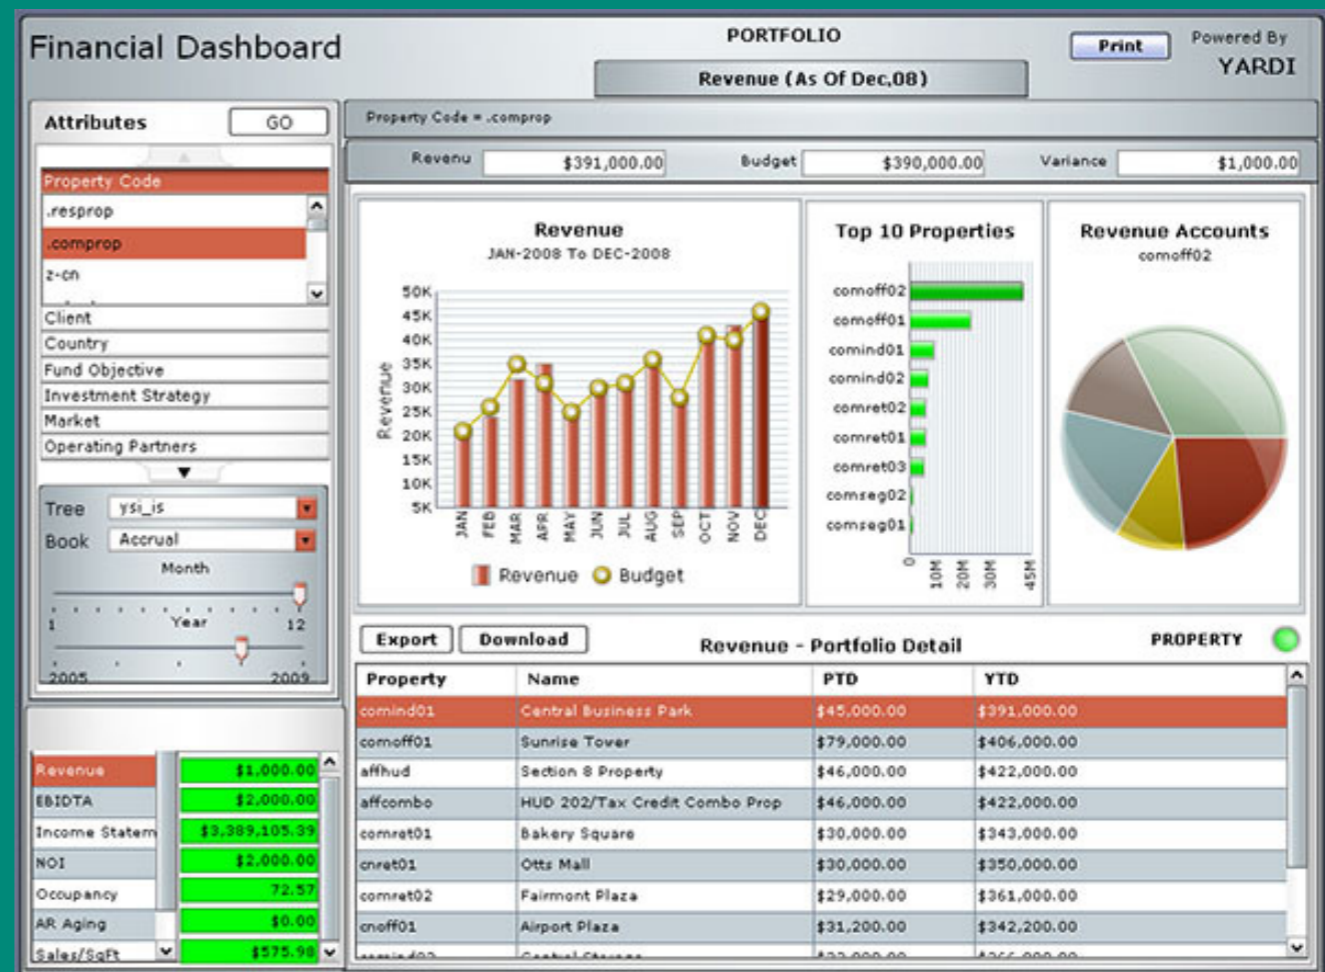 Financial Dashboard
PORTFOLIO
Revenue (As Of Dec,08)
Print
Powered By
YARDI
Attributes
GO
Property Code
.resprop
.comprop
z-cn
Client
Country
Fund Objective
Investment Strategy
Market
Operating Partners
Tree
ysi_is
Book
Accrual
Month
1
12
Year
2005
2009
Revenue $1,000.00
EBIDTA $2,000.00
Income Statem $3,389,105.39
NOI $2,000.00
Occupancy 72.57
AR Aging $0.00
Sales/SqFt $575.98
Property Code = .comprop
Revenu $391,000.00 Budget $390,000.00 Variance $1,000.00
Revenue
JAN-2008 To DEC-2008
50K
45K
40K
35K
30K
25K
20K
15K
10K
5K
Revenue
JAN FEB MAR APR MAY JUN JUL AUG SEP OCT NOV DEC
Revenue Budget
Top 10 Properties
comoff02
comoff01
comind01
comind02
comret02
comret01
comret03
comseg02
comseg01
0 10M 20M 30M 45M
Revenue Accounts
comoff02
Export
Download
Revenue - Portfolio Detail
PROPERTY
Property Name PTD YTD
comind01 Central Business Park $45,000.00 $391,000.00
comoff01 Sunrise Tower $79,000.00 $406,000.00
affhud Section 8 Property $46,000.00 $422,000.00
affcombo HUD 202/Tax Credit Combo Prop $46,000.00 $422,000.00
comret01 Bakery Square $30,000.00 $343,000.00
cnret01 Otts Mall $30,000.00 $350,000.00
comret02 Fairmont Plaza $29,000.00 $361,000.00
cnoff01 Airport Plaza $31,200.00 $342,200.00